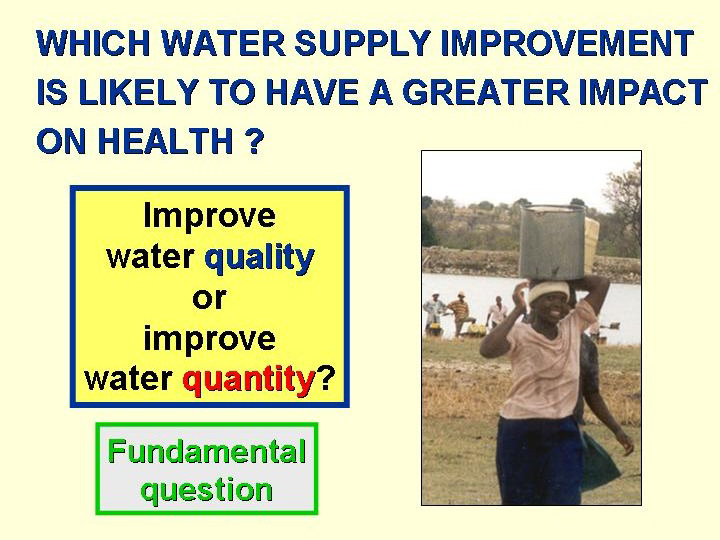 WHICH WATER SUPPLY IMPROVEMENT
IS LIKELY TO HAVE A GREATER IMPACT
ON HEALTH ?
Improve
water quality
or
improve
water quantity?
Fundamental
question